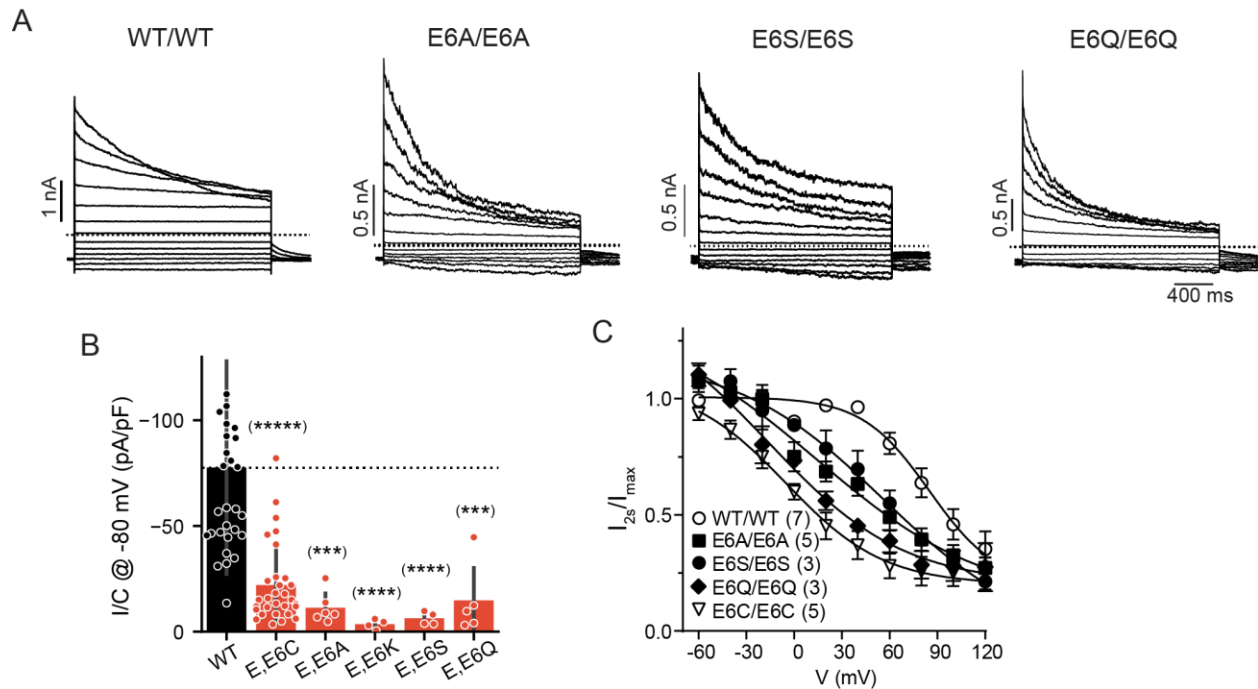 A
WT/WT
E6A/E6A
E6S/E6S
E6Q/E6Q
1 nA
0.5 nA
0.5 nA
0.5 nA
400 ms
B
I/C @ -80 mV (pA/pF)
-100
-50
0
(*****)
(***)
(****)
(****)
(***)
WT
E,E6C
E,E6A
E,E6K
E,E6S
E,E6Q
C
I2s/Imax
1.0
0.5
0.0
WT/WT (7)
E6A/E6A (5)
E6S/E6S (3)
E6Q/E6Q (3)
E6C/E6C (5)
-60 -30 0 30 60 90 120
V (mV)